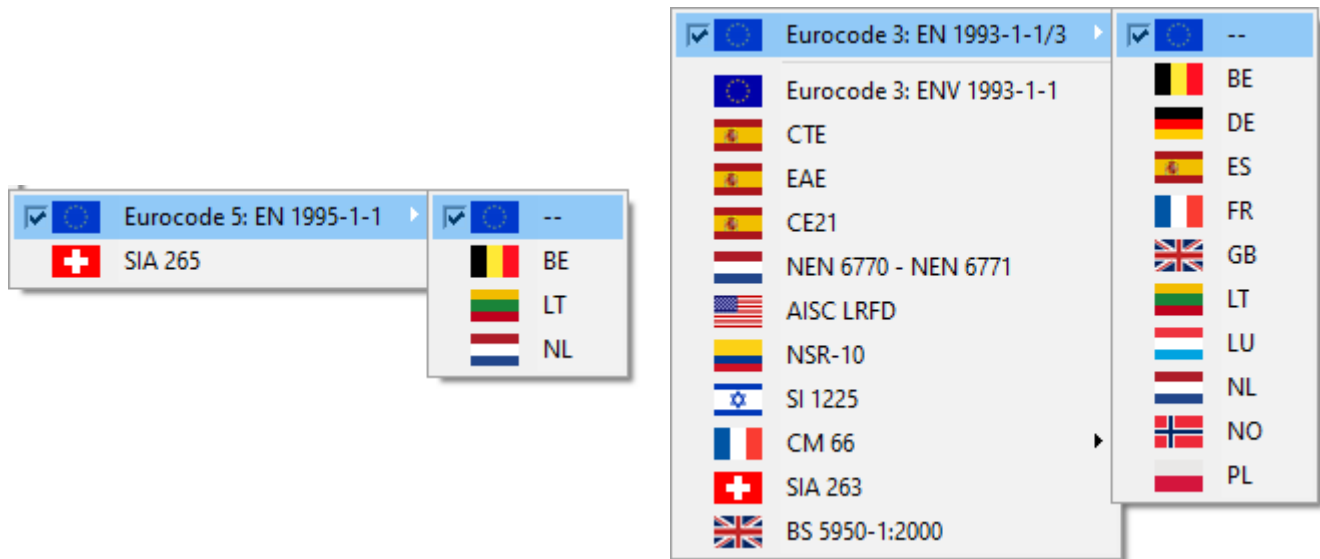 Eurocode 5: EN 1995-1-1
SIA 265
--
BE
LT
NL
Eurocode 3: EN 1993-1-1/3
Eurocode 3: ENV 1993-1-1
CTE
EAE
CE21
NEN 6770 - NEN 6771
AISC LRFD
NSR-10
SI 1225
CM 66
SIA 263
BS 5950-1:2000
--
BE
DE
ES
FR
GB
LT
LU
NL
NO
PL